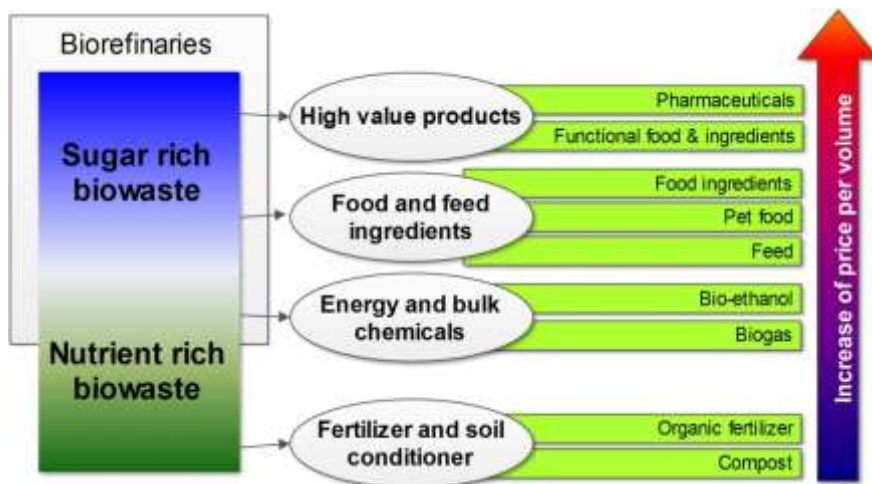 Biorefinaries
Sugar rich
biowaste
Nutrient rich
biowaste
High value products
Pharmaceuticals
Functional food & ingredients
Food and feed
ingredients
Food ingredients
Pet food
Feed
Energy and bulk
chemicals
Bio-ethanol
Biogas
Fertilizer and soil
conditioner
Organic fertilizer
Compost
Increase of price per volume